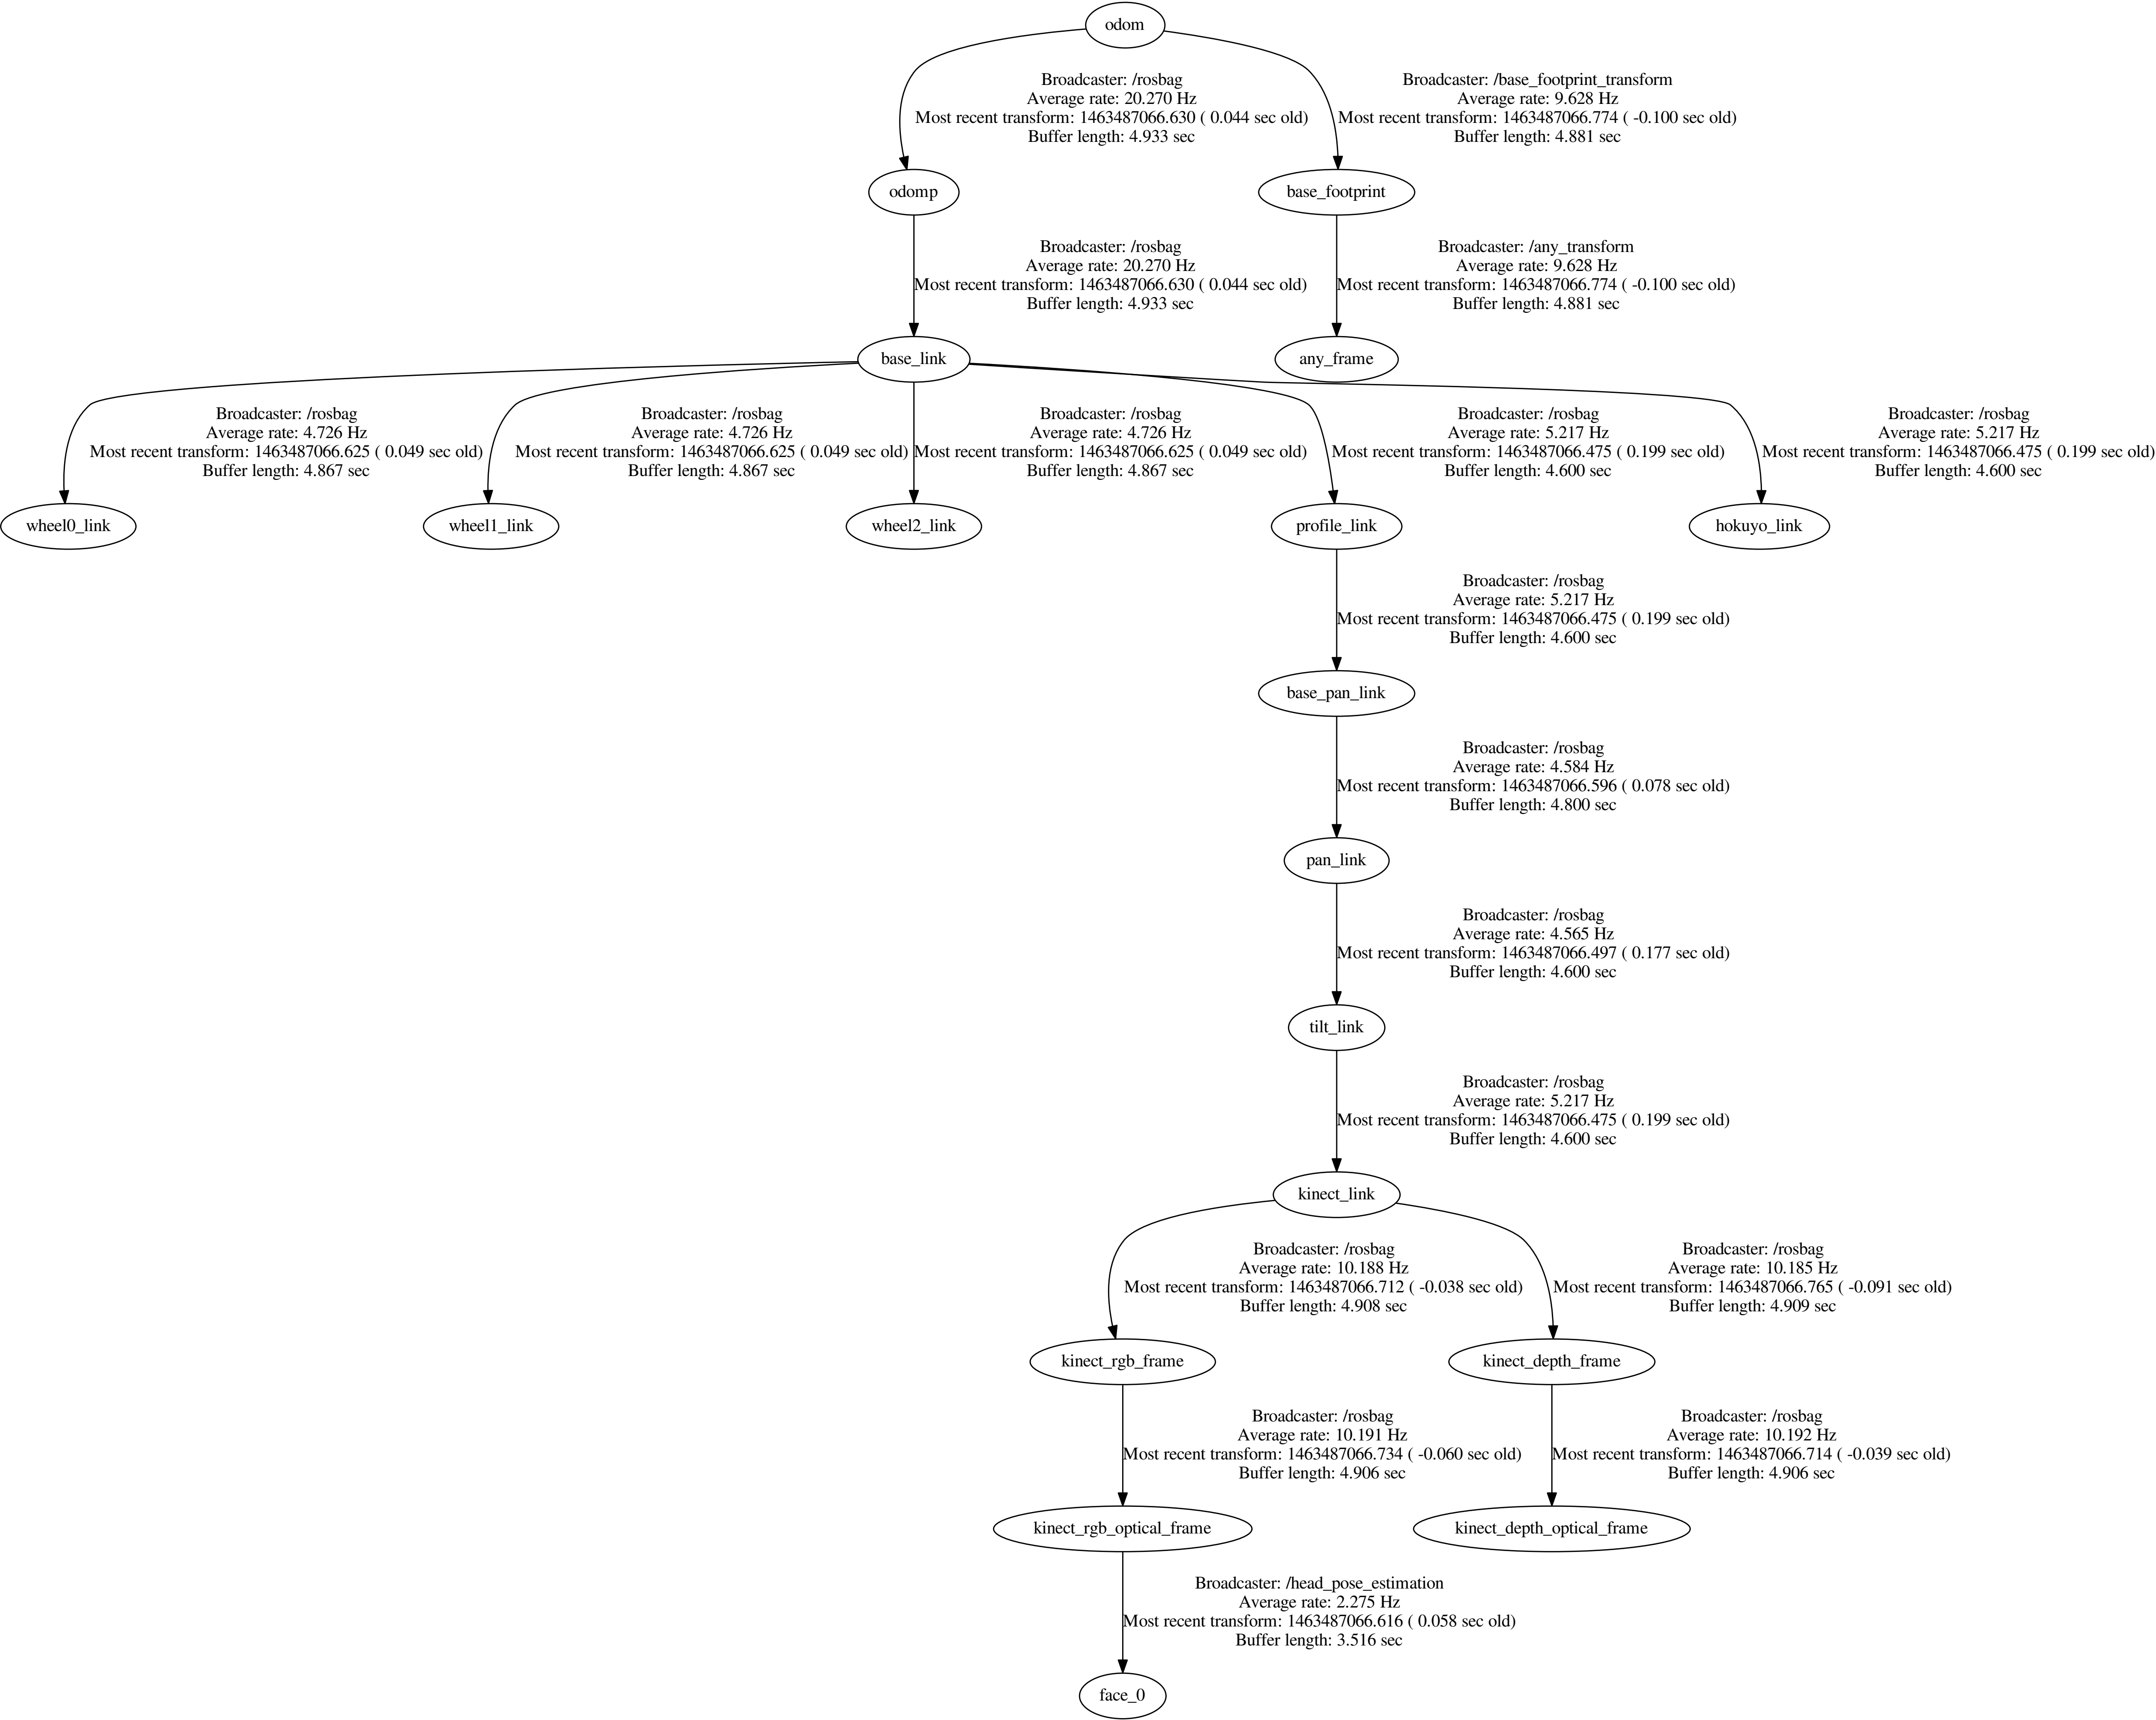 odom
Broadcaster: /rosbag
Average rate: 20.270 Hz
Most recent transform: 1463487066.630 ( 0.044 sec old)
Buffer length: 4.933 sec
Broadcaster: /base_footprint_transform
Average rate: 9.628 Hz
Most recent transform: 1463487066.774 ( -0.100 sec old)
Buffer length: 4.881 sec
odomp
base_footprint
Broadcaster: /rosbag
Average rate: 20.270 Hz
Most recent transform: 1463487066.630 ( 0.044 sec old)
Buffer length: 4.933 sec
Broadcaster: /any_transform
Average rate: 9.628 Hz
Most recent transform: 1463487066.774 ( -0.100 sec old)
Buffer length: 4.881 sec
base_link
any_frame
Broadcaster: /rosbag
Average rate: 4.726 Hz
Most recent transform: 1463487066.625 ( 0.049 sec old)
Buffer length: 4.867 sec
Broadcaster: /rosbag
Average rate: 4.726 Hz
Most recent transform: 1463487066.625 ( 0.049 sec old)
Buffer length: 4.867 sec
Broadcaster: /rosbag
Average rate: 4.726 Hz
Most recent transform: 1463487066.625 ( 0.049 sec old)
Buffer length: 4.867 sec
Broadcaster: /rosbag
Average rate: 5.217 Hz
Most recent transform: 1463487066.475 ( 0.199 sec old)
Buffer length: 4.600 sec
Broadcaster: /rosbag
Average rate: 5.217 Hz
Most recent transform: 1463487066.475 ( 0.199 sec old)
Buffer length: 4.600 sec
wheel0_link
wheel1_link
wheel2_link
profile_link
hokuyo_link
Broadcaster: /rosbag
Average rate: 5.217 Hz
Most recent transform: 1463487066.475 ( 0.199 sec old)
Buffer length: 4.600 sec
base_pan_link
Broadcaster: /rosbag
Average rate: 4.584 Hz
Most recent transform: 1463487066.596 ( 0.078 sec old)
Buffer length: 4.800 sec
pan_link
Broadcaster: /rosbag
Average rate: 4.565 Hz
Most recent transform: 1463487066.497 ( 0.177 sec old)
Buffer length: 4.600 sec
tilt_link
Broadcaster: /rosbag
Average rate: 5.217 Hz
Most recent transform: 1463487066.475 ( 0.199 sec old)
Buffer length: 4.600 sec
kinect_link
Broadcaster: /rosbag
Average rate: 10.188 Hz
Most recent transform: 1463487066.712 ( -0.038 sec old)
Buffer length: 4.908 sec
Broadcaster: /rosbag
Average rate: 10.185 Hz
Most recent transform: 1463487066.765 ( -0.091 sec old)
Buffer length: 4.909 sec
kinect_rgb_frame
kinect_depth_frame
Broadcaster: /rosbag
Average rate: 10.191 Hz
Most recent transform: 1463487066.734 ( -0.060 sec old)
Buffer length: 4.906 sec
Broadcaster: /rosbag
Average rate: 10.192 Hz
Most recent transform: 1463487066.714 ( -0.039 sec old)
Buffer length: 4.906 sec
kinect_rgb_optical_frame
kinect_depth_optical_frame
Broadcaster: /head_pose_estimation
Average rate: 2.275 Hz
Most recent transform: 1463487066.616 ( 0.058 sec old)
Buffer length: 3.516 sec
face_0